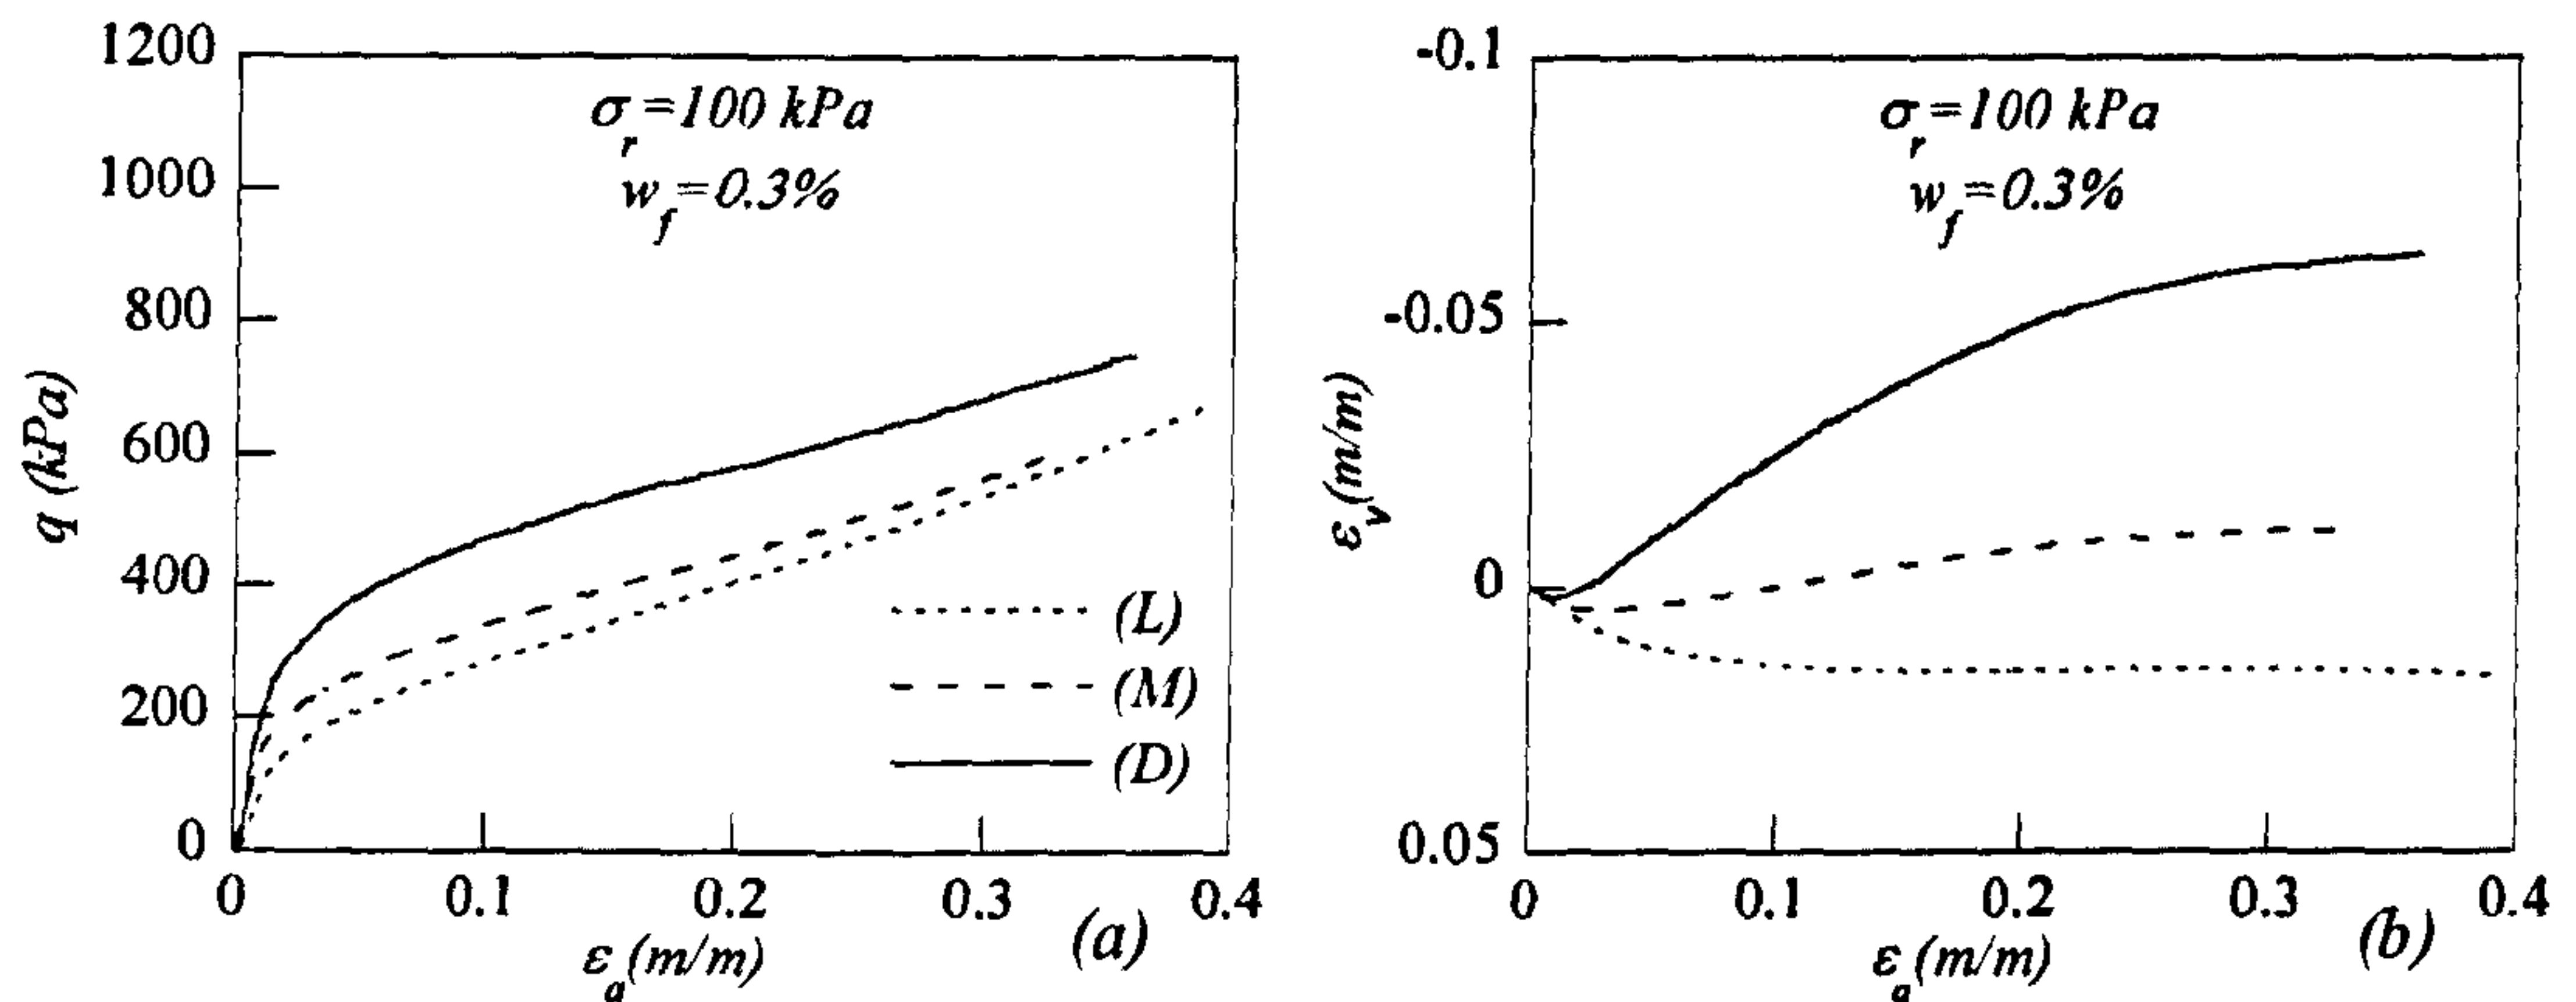 1200
1000
800
600
400
200
0
q (kPa)
σr=100 kPa
wf=0.3%
(L)
(M)
(D)
0 0.1 0.2 0.3 0.4
εa(m/m)
(a)
-0.1
-0.05
0
0.05
εv(m/m)
σr=100 kPa
wf=0.3%
0 0.1 0.2 0.3 0.4
εa(m/m)
(b)